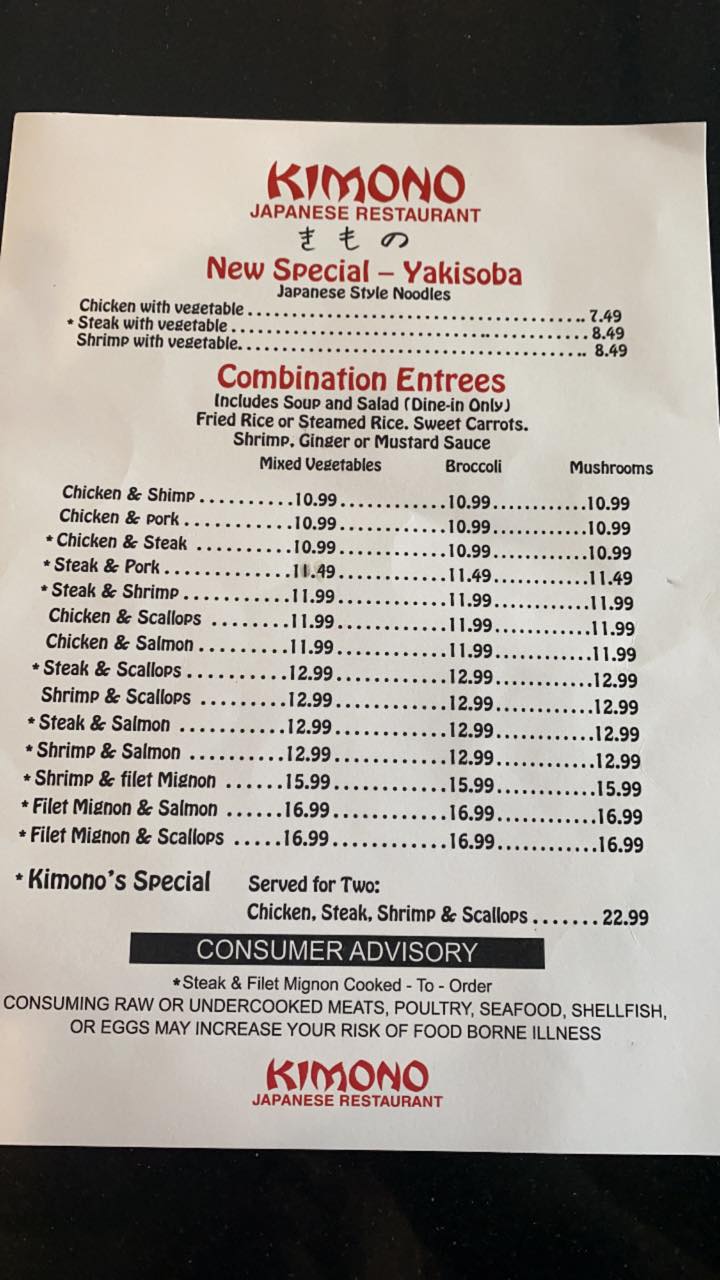 KIMONO
JAPANESE RESTAURANT
きもの
New Special – Yakisoba
Japanese Style Noodles
Chicken with vegetable ........................................ 7.49
* Steak with vegetable ........................................ 8.49
Shrimp with vegetable........................................ 8.49
Combination Entrees
Includes Soup and Salad (Dine-in Only)
Fried Rice or Steamed Rice. Sweet Carrots.
Shrimp, Ginger or Mustard Sauce
Mixed Vegetables Broccoli Mushrooms
Chicken & Shimp ..........10.99............10.99...........10.99
Chicken & pork ...........10.99............10.99...........10.99
* Chicken & Steak ..........10.99............10.99...........10.99
* Steak & Pork .............11.49............11.49............11.49
* Steak & Shrimp ...........11.99............11.99............11.99
Chicken & Scallops ........11.99............11.99............11.99
Chicken & Salmon .........11.99............11.99............11.99
* Steak & Scallops ..........12.99............12.99............12.99
Shrimp & Scallops .........12.99............12.99............12.99
* Steak & Salmon ...........12.99............12.99............12.99
* Shrimp & Salmon ..........12.99............12.99............12.99
* Shrimp & filet Mignon ......15.99............15.99............15.99
* Filet Mignon & Salmon ......16.99............16.99............16.99
* Filet Mignon & Scallops .....16.99............16.99............16.99
* Kimono's Special Served for Two:
Chicken, Steak, Shrimp & Scallops ....... 22.99
CONSUMER ADVISORY
*Steak & Filet Mignon Cooked - To - Order
CONSUMING RAW OR UNDERCOOKED MEATS, POULTRY, SEAFOOD, SHELLFISH,
OR EGGS MAY INCREASE YOUR RISK OF FOOD BORNE ILLNESS
KIMONO
JAPANESE RESTAURANT